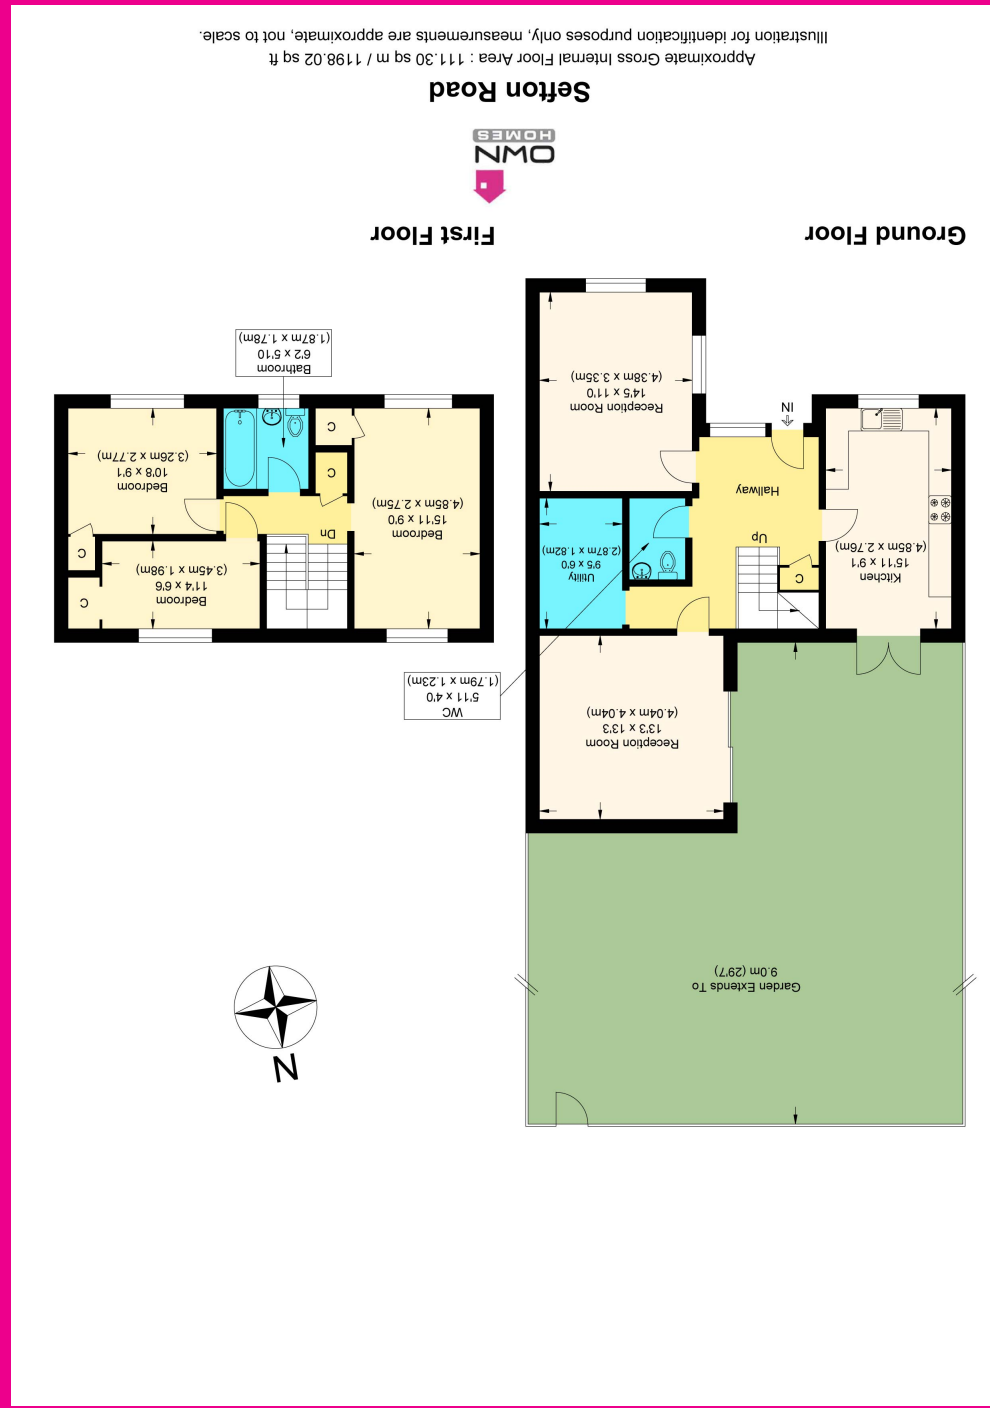 N
Garden Extends To
9.0m (29'7)
Reception Room
13'3 x 13'3
(4.04m x 4.04m)
WC
5'11 x 4'0
(1.79m x 1.23m)
Kitchen
15'11 x 9'1
(4.85m x 2.76m)
C
Up
Utility
9'5 x 6'0
(2.87m x 1.82m)
Hallway
IN
Reception Room
14'5 x 11'0
(4.38m x 3.35m)
Bedroom
11'4 x 6'6
(3.45m x 1.98m)
C
C
Dn
Bedroom
15'11 x 9'0
(4.85m x 2.75m)
Bedroom
10'8 x 9'1
(3.26m x 2.77m)
C
C
Bathroom
6'2 x 5'10
(1.87m x 1.78m)
Ground Floor
First Floor
OWN
HOMES
Sefton Road
Approximate Gross Internal Floor Area : 111.30 sq m / 1198.02 sq ft
Illustration for identification purposes only, measurements are approximate, not to scale.